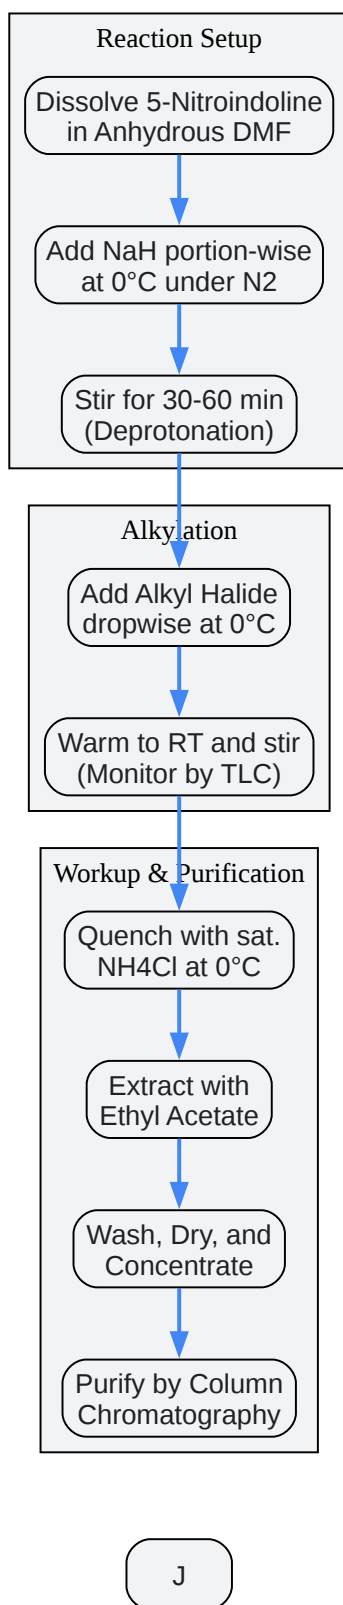 Reaction Setup
Dissolve 5-Nitroindoline
in Anhydrous DMF
Add NaH portion-wise
at 0°C under N2
Stir for 30-60 min
(Deprotonation)
Alkylation
Add Alkyl Halide
dropwise at 0°C
Warm to RT and stir
(Monitor by TLC)
Workup & Purification
Quench with sat.
NH4Cl at 0°C
Extract with
Ethyl Acetate
Wash, Dry, and
Concentrate
Purify by Column
Chromatography
J